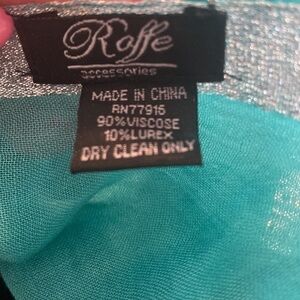 Roffe
accessories
MADE IN CHINA
RN77915
90%VISCOSE
10%LUREX
DRY CLEAN ONLY